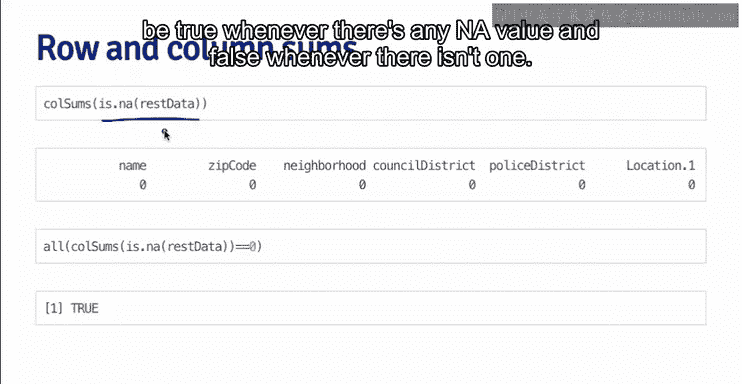 be true whenever there's any NA value and
false whenever there isn't one.
Row and column sums
colSums(is.na(restData))
name zipCode neighborhood councilDistrict policeDistrict Location.1
0 0 0 0 0 0
all(colSums(is.na(restData))==0)
[1] TRUE